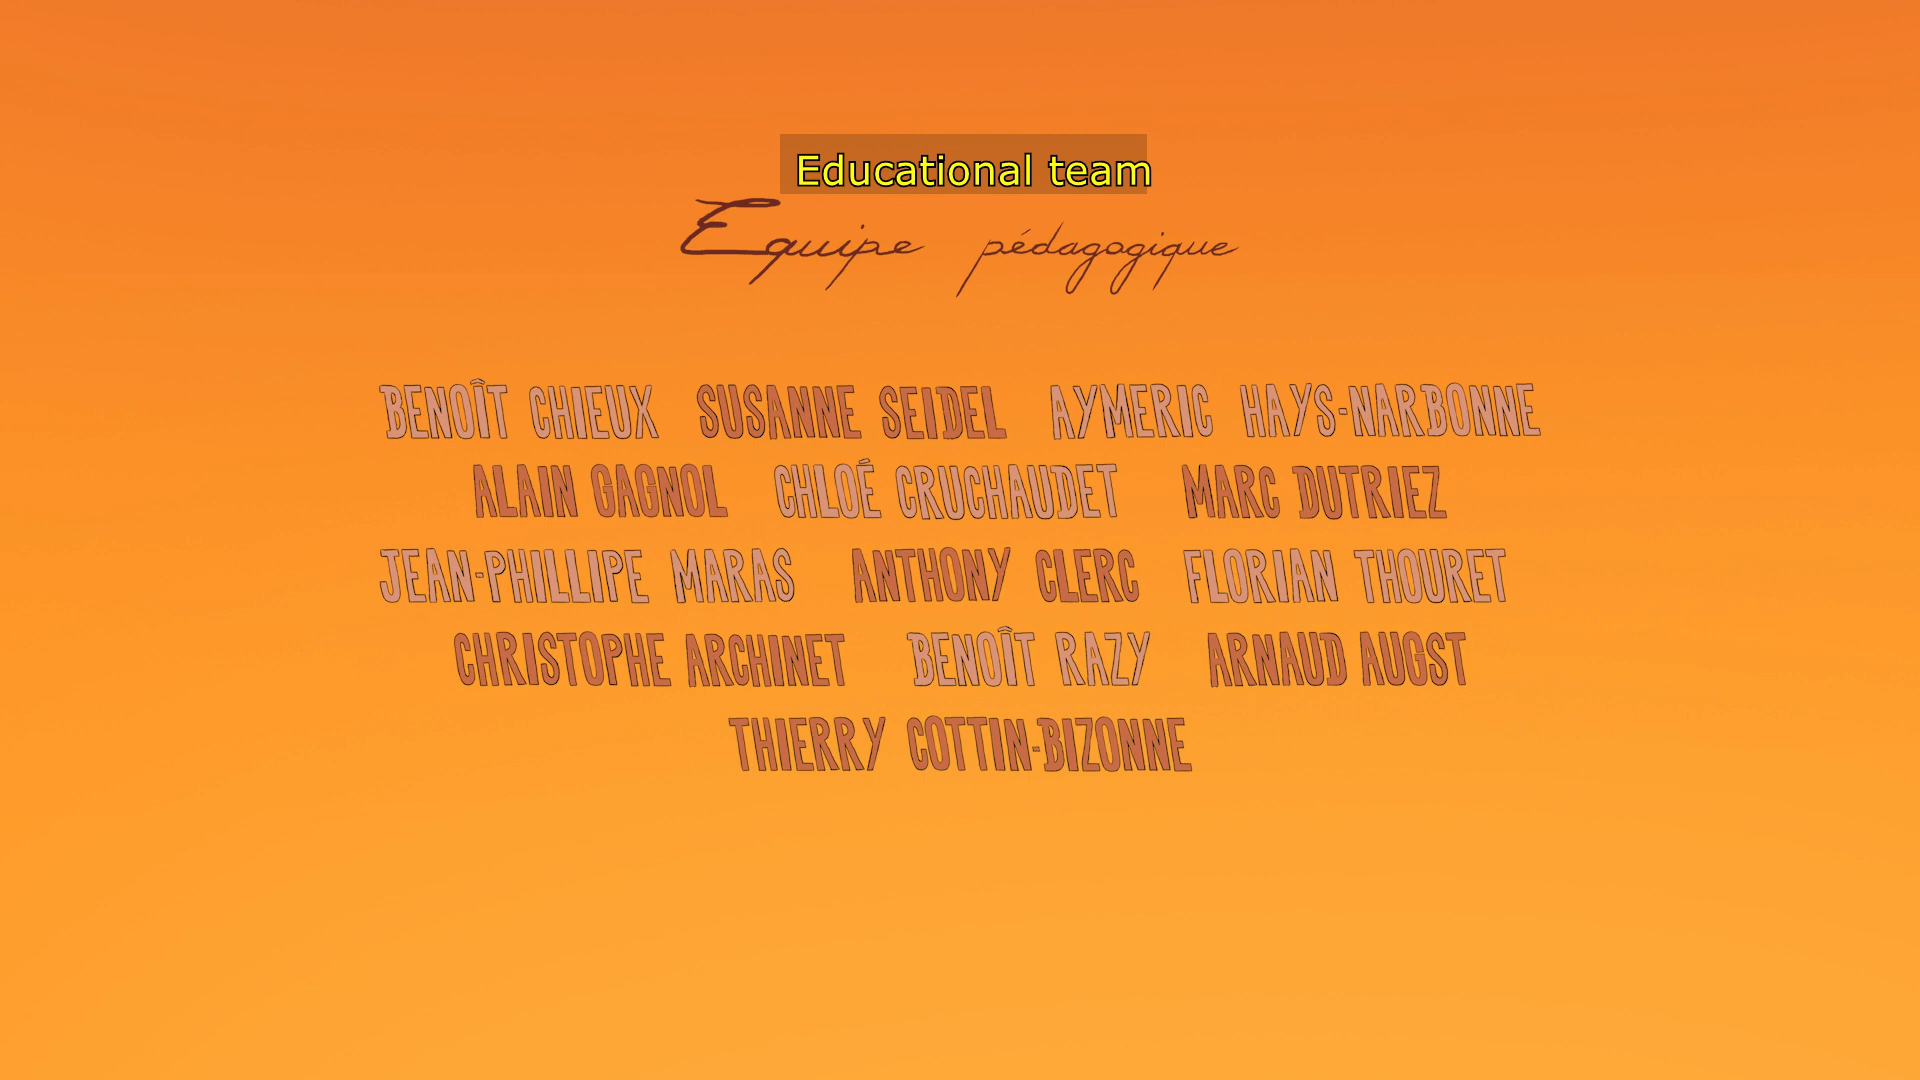 Educational team
Equipe pédagogique
BENOÎT CHIEUX SUSANNE SEIDEL AYMERIC HAYS-NARBONNE
ALAIN GAGNOL CHLOÉ CRUCHAUDET MARC DUTRIEZ
JEAN-PHILLIPE MARAS ANTHONY CLERC FLORIAN THOURET
CHRISTOPHE ARCHINET BENOÎT RAZY ARNAUD AUGST
THIERRY COTTIN-BIZONNE